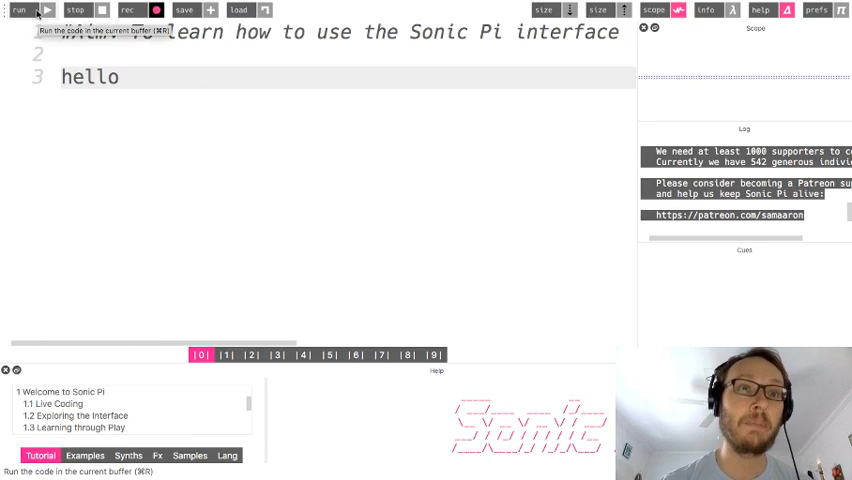 run
stop
rec
save
load
size
size
scope
info
help
prefs
Run the code in the current buffer (⌘R)
learn how to use the Sonic Pi interface
2
3 hello
Scope
Log
We need at least 1000 supporters to c
Currently we have 542 generous indivi
Please consider becoming a Patreon su
and help us keep Sonic Pi alive:
https://patreon.com/samaaron
Cues
|0| |1| |2| |3| |4| |5| |6| |7| |8| |9|
Help
1 Welcome to Sonic Pi
1.1 Live Coding
1.2 Exploring the Interface
1.3 Learning through Play
Tutorial Examples Synths Fx Samples Lang
Run the code in the current buffer (⌘R)